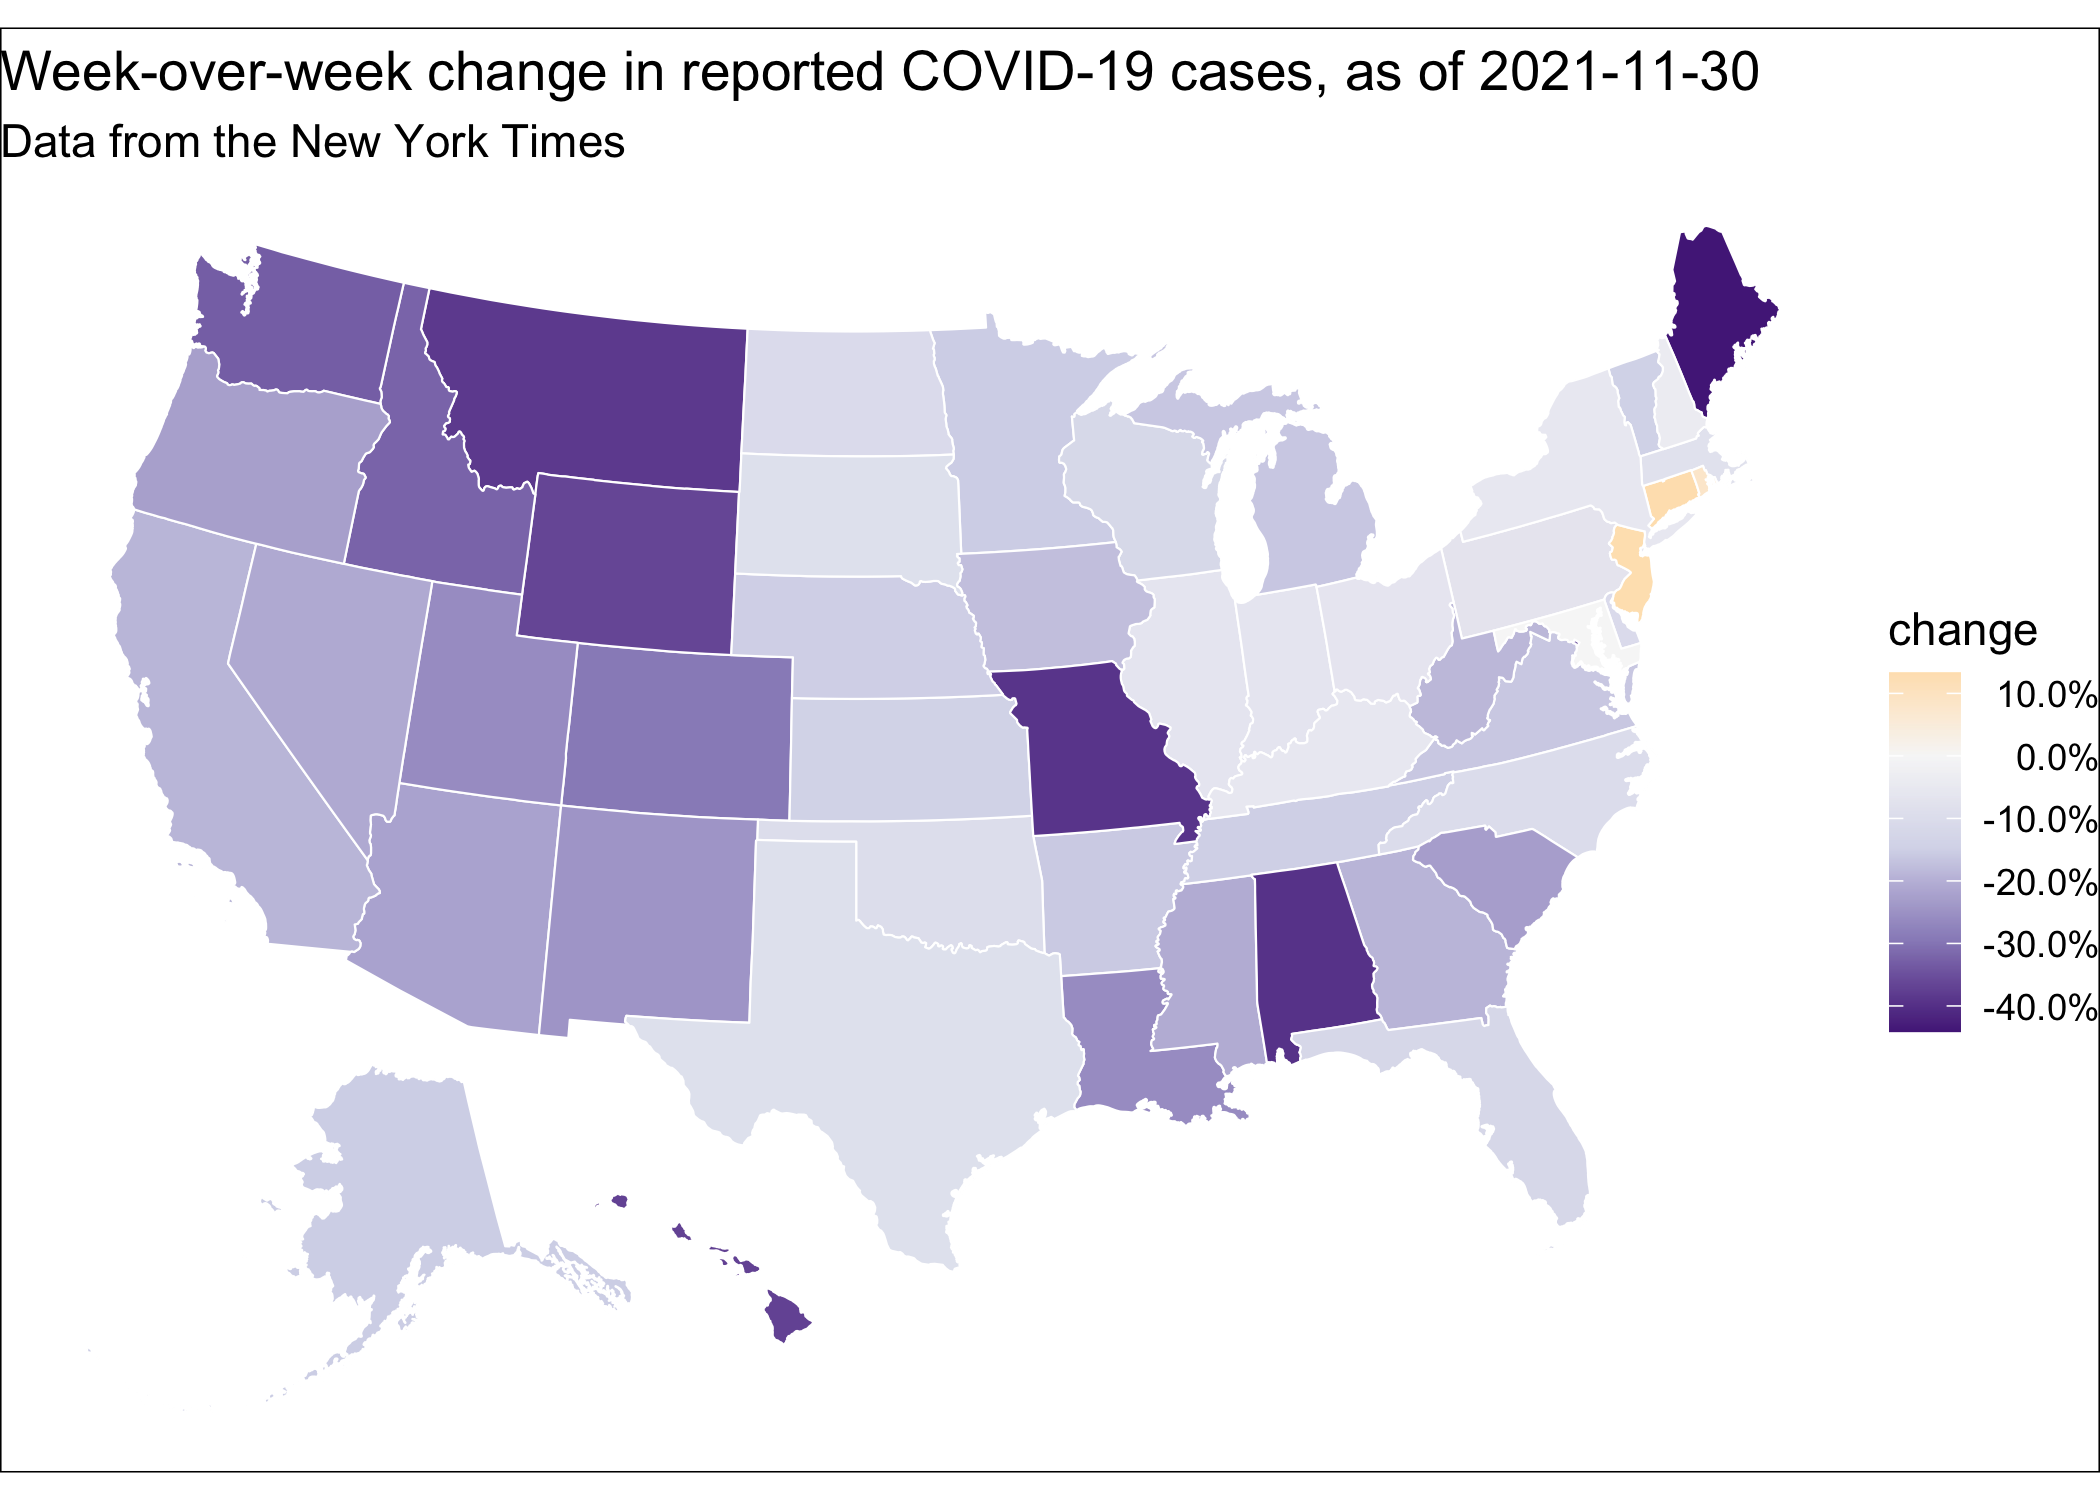 Week-over-week change in reported COVID-19 cases, as of 2021-11-30
Data from the New York Times
change
10.0%
0.0%
-10.0%
-20.0%
-30.0%
-40.0%